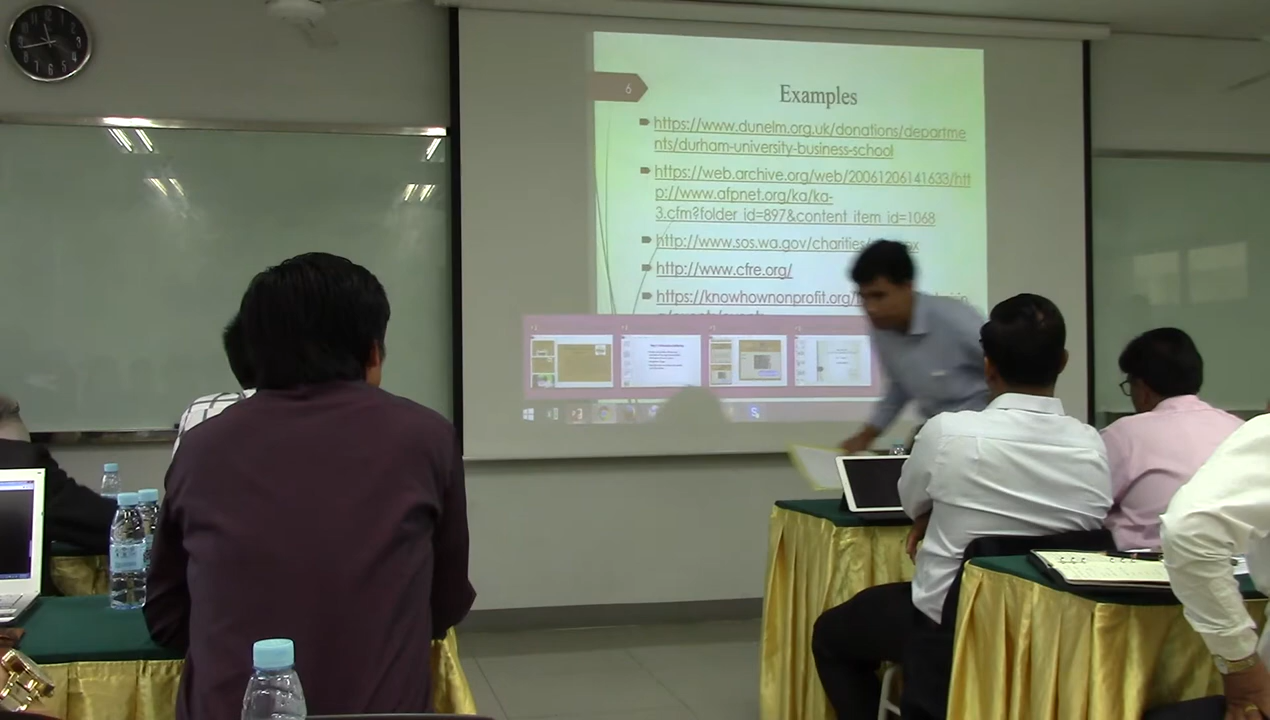 6
Examples
https://www.dunelm.org.uk/donations/departme
nts/durham-university-business-school
https://web.archive.org/web/20061206141633/htt
p://www.afpnet.org/ka/ka-
3.cfm?folder_id=897&content_item_id=1068
http://www.sos.wa.gov/charities/
http://www.cfre.org/
https://knowhownonprofit.org/